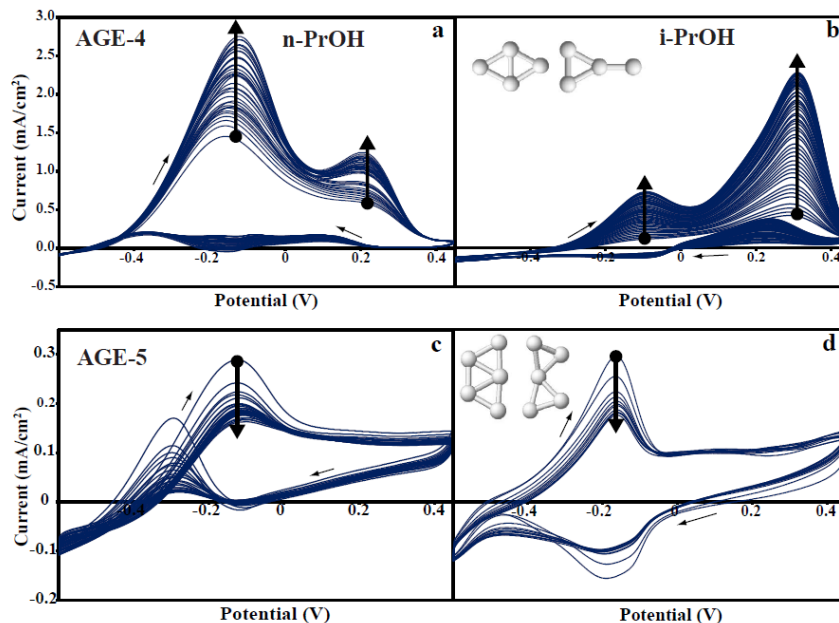 AGE-4 n-PrOH a
i-PrOH b
Current (mA/cm²)
3.0
2.5
2.0
1.5
1.0
0.5
0.0
-0.5
-0.4 -0.2 0 0.2 0.4
-0.2 0 0.2 0.4
Potential (V)
Potential (V)
AGE-5 c
d
Current (mA/cm²)
0.3
0.2
0.1
0
-0.1
-0.2
-0.4 -0.2 0 0.2 0.4
-0.4 -0.2 0 0.2 0.4
Potential (V)
Potential (V)